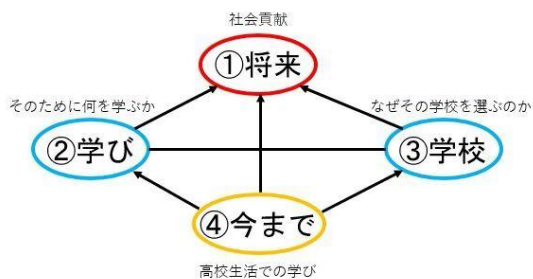 社会貢献
①将来
そのために何を学ぶか
なぜその学校を選ぶのか
②学び
③学校
④今まで
高校生活での学び